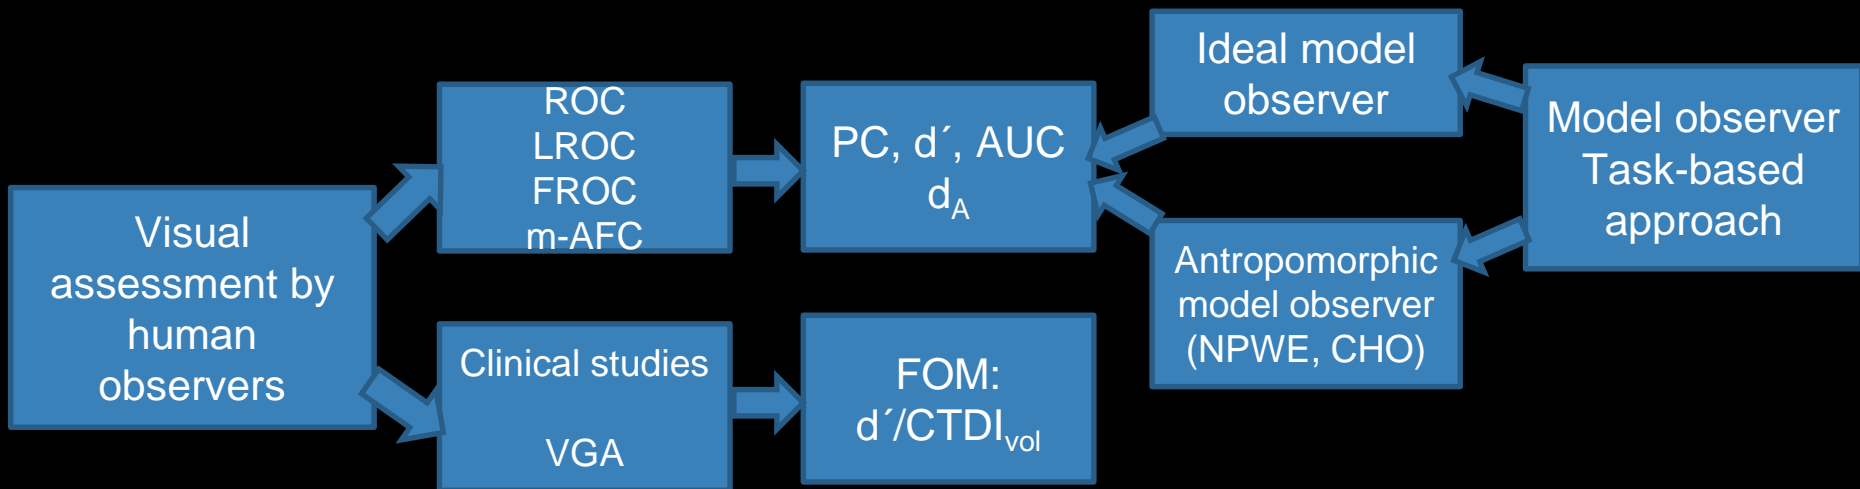 Visual
assessment by
human
observers
ROC
LROC
FROC
m-AFC
Clinical studies
VGA
PC, d´, AUC
dA
FOM:
d´/CTDIvol
Ideal model
observer
Antropomorphic
model observer
(NPWE, CHO)
Model observer
Task-based
approach